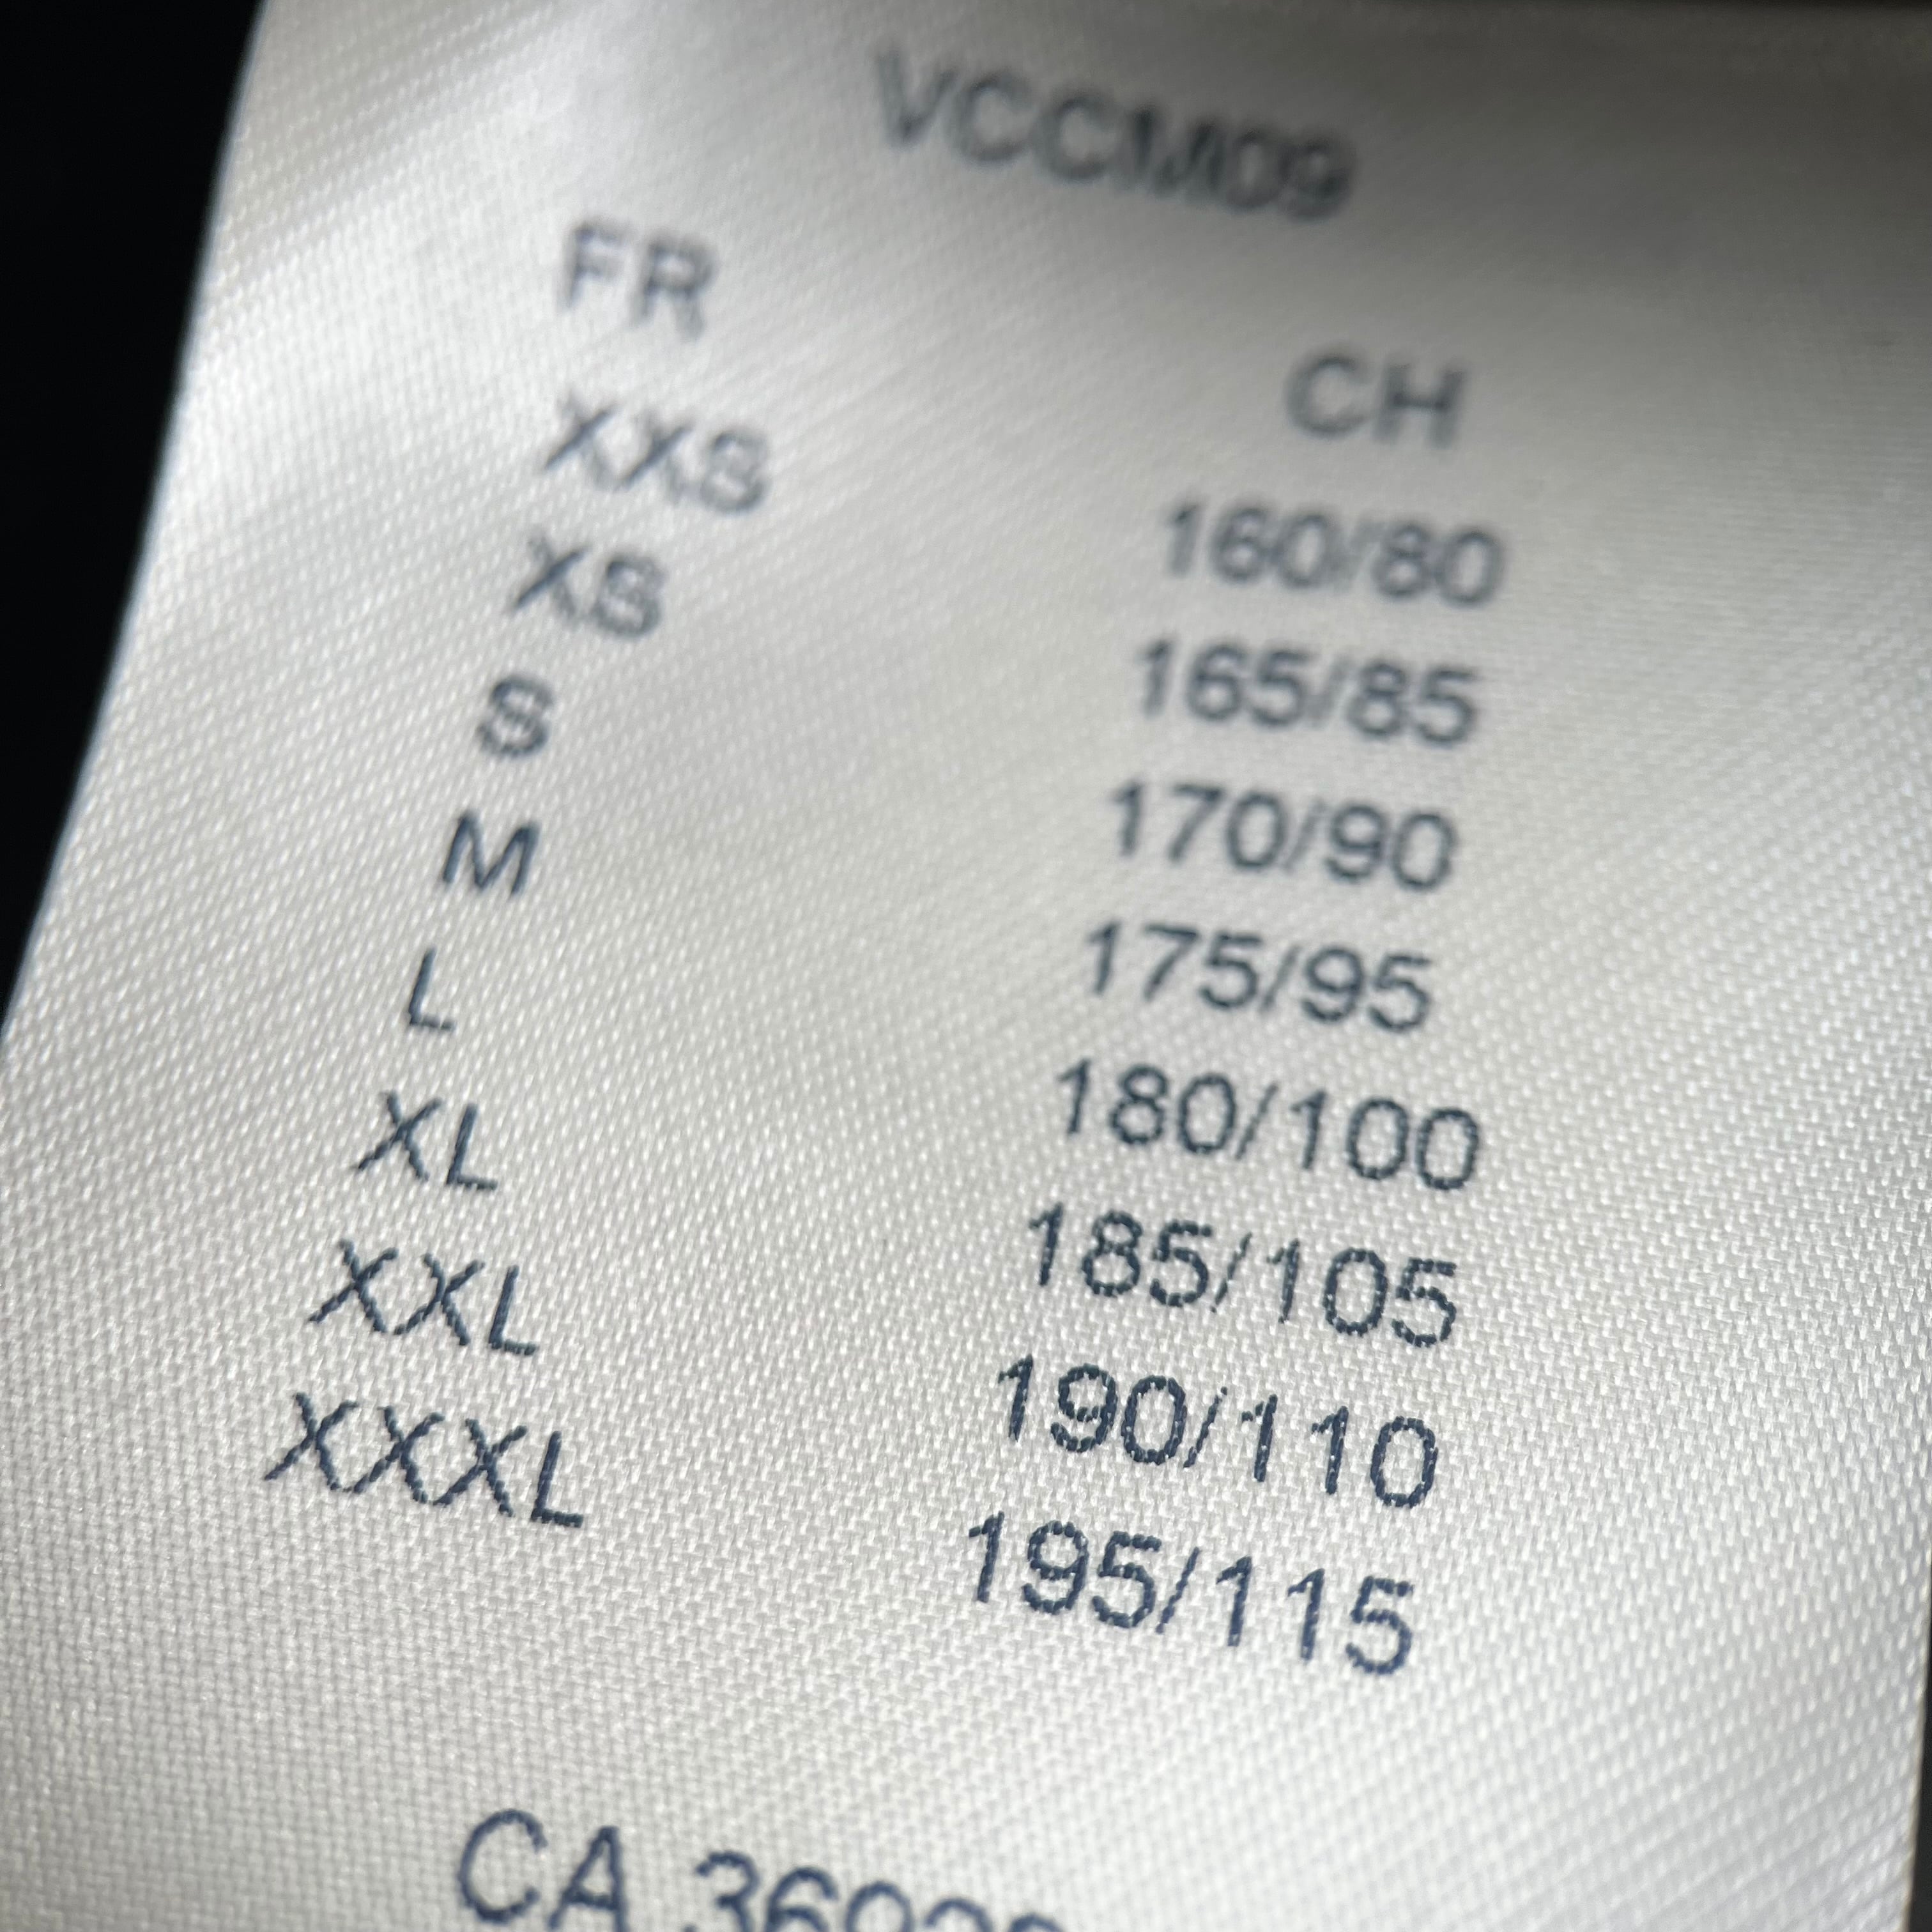 VCCM09
FR CH
XXS 160/80
XS 165/85
S 170/90
M 175/95
L 180/100
XL 185/105
XXL 190/110
XXXL 195/115
CA